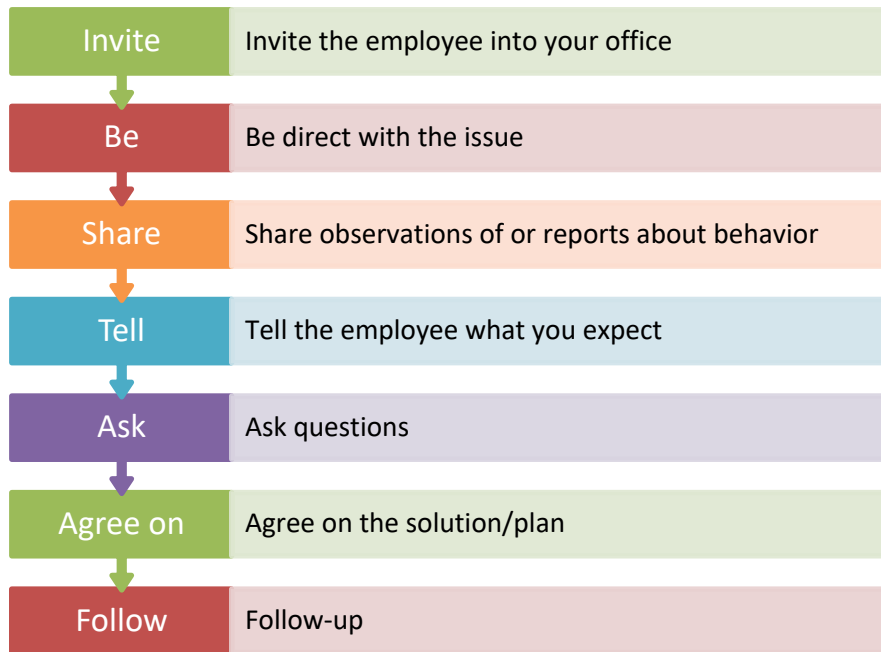 Invite
Invite the employee into your office
Be
Be direct with the issue
Share
Share observations of or reports about behavior
Tell
Tell the employee what you expect
Ask
Ask questions
Agree on
Agree on the solution/plan
Follow
Follow-up